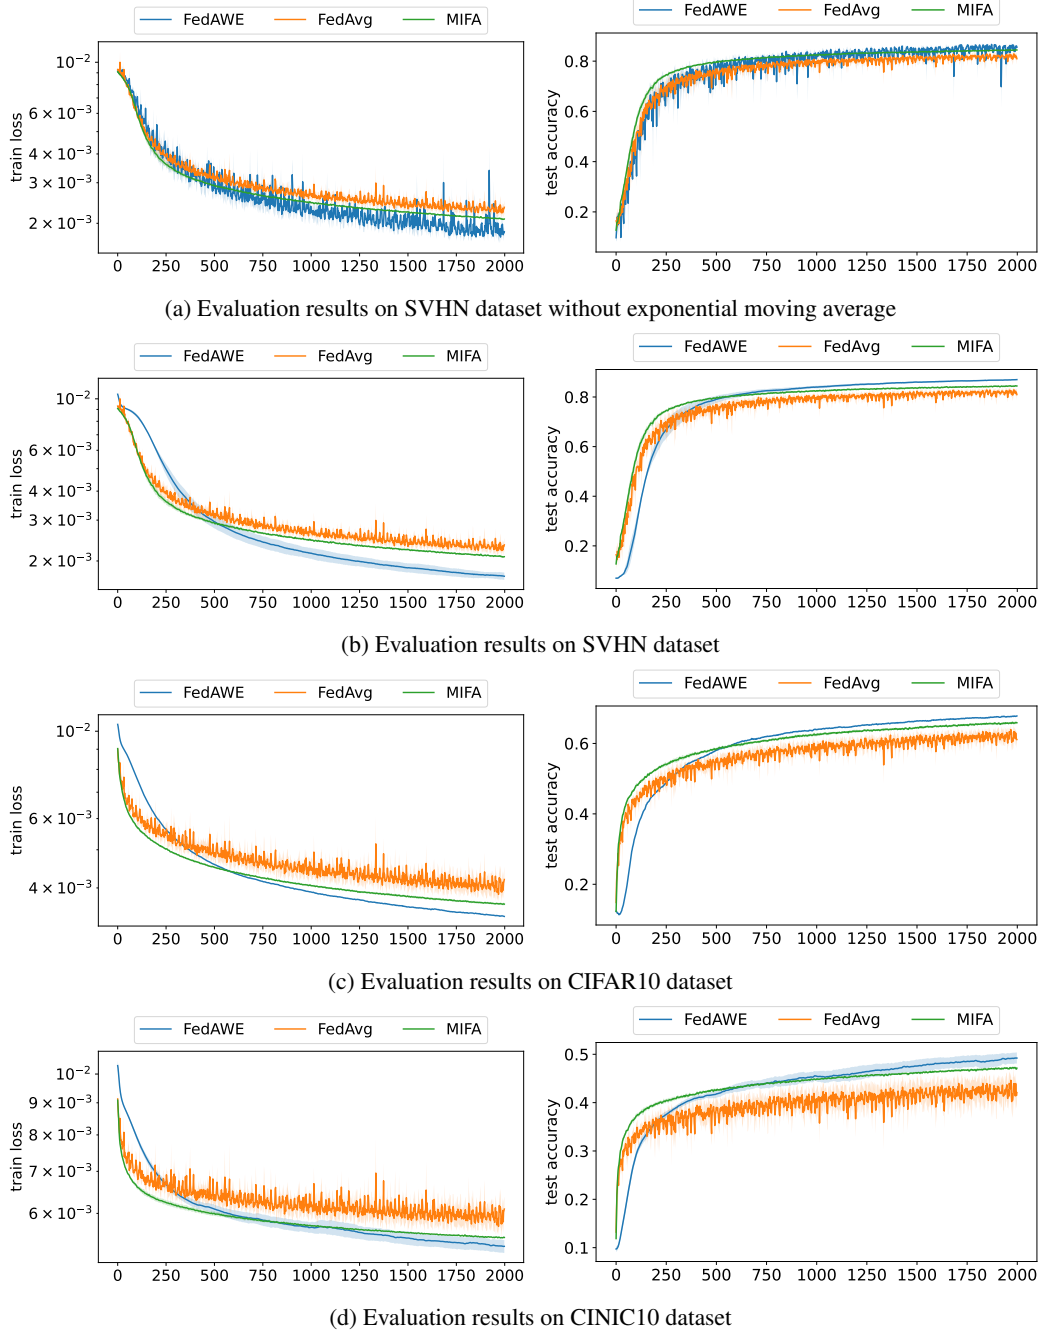 FedAWE FedAvg MIFA
FedAWE FedAvg MIFA
train loss
10⁻²
6 × 10⁻³
4 × 10⁻³
3 × 10⁻³
2 × 10⁻³
0 250 500 750 1000 1250 1500 1750 2000
test accuracy
0.8
0.6
0.4
0.2
0 250 500 750 1000 1250 1500 1750 2000
(a) Evaluation results on SVHN dataset without exponential moving average
FedAWE FedAvg MIFA
FedAWE FedAvg MIFA
train loss
10⁻²
6 × 10⁻³
4 × 10⁻³
3 × 10⁻³
2 × 10⁻³
0 250 500 750 1000 1250 1500 1750 2000
test accuracy
0.8
0.6
0.4
0.2
0 250 500 750 1000 1250 1500 1750 2000
(b) Evaluation results on SVHN dataset
FedAWE FedAvg MIFA
FedAWE FedAvg MIFA
train loss
10⁻²
6 × 10⁻³
4 × 10⁻³
0 250 500 750 1000 1250 1500 1750 2000
test accuracy
0.6
0.4
0.2
0 250 500 750 1000 1250 1500 1750 2000
(c) Evaluation results on CIFAR10 dataset
FedAWE FedAvg MIFA
FedAWE FedAvg MIFA
train loss
10⁻²
9 × 10⁻³
8 × 10⁻³
7 × 10⁻³
6 × 10⁻³
0 250 500 750 1000 1250 1500 1750 2000
test accuracy
0.5
0.4
0.3
0.2
0.1
0 250 500 750 1000 1250 1500 1750 2000
(d) Evaluation results on CINIC10 dataset